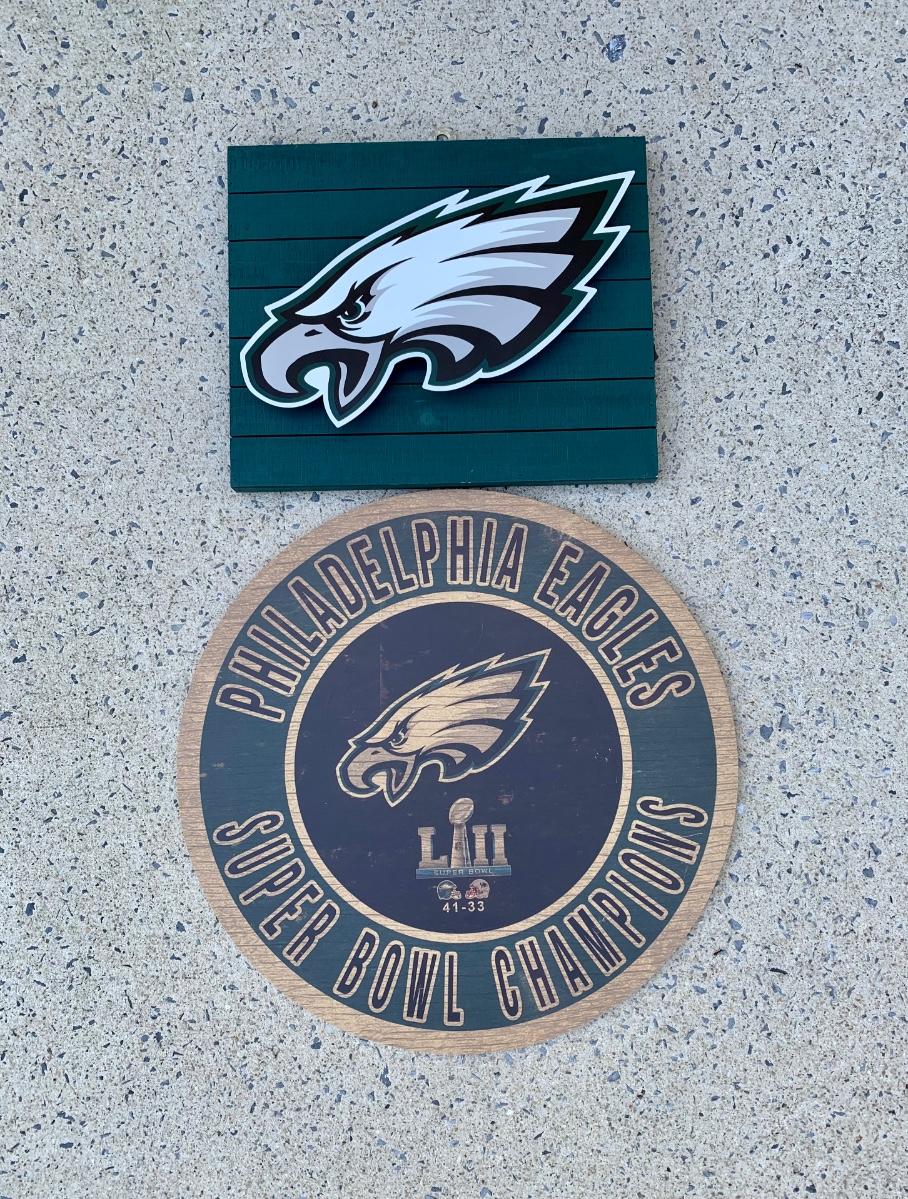 PHILADELPHIA EAGLES
LII
SUPER BOWL
41-33
SUPER BOWL CHAMPIONS